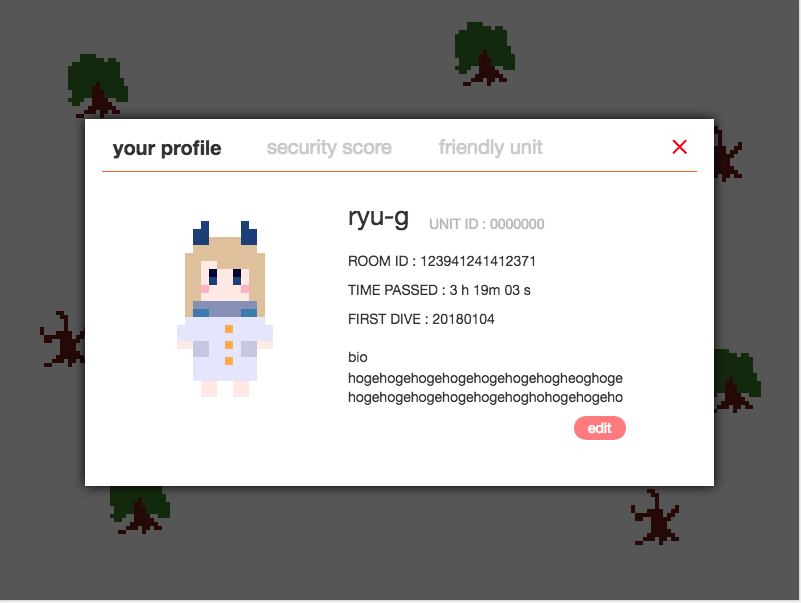 your profile security score friendly unit
ryu-g UNIT ID : 0000000
ROOM ID : 123941241412371
TIME PASSED : 3 h 19m 03 s
FIRST DIVE : 20180104
bio
hogehogehogehogehogehogehogheoghoge
hogehogehogehogehogehoghohogehogeho
edit